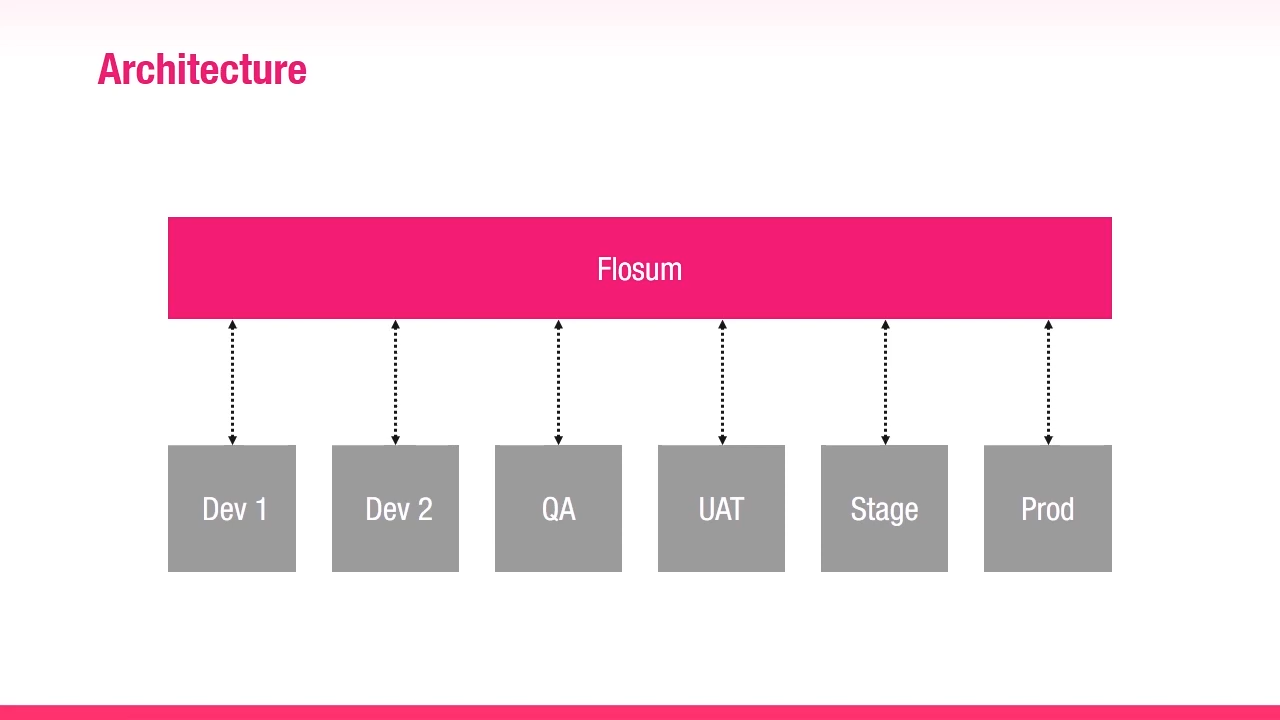 Architecture
Flosum
Dev 1
Dev 2
QA
UAT
Stage
Prod